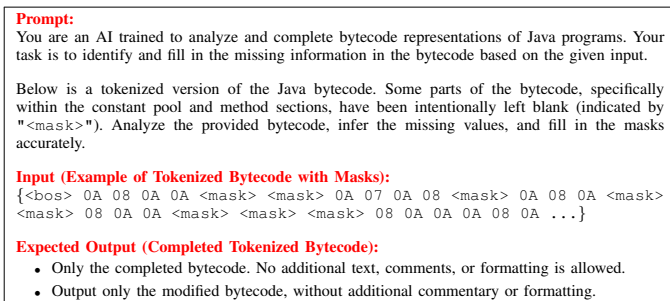 Prompt:
You are an AI trained to analyze and complete bytecode representations of Java programs. Your
task is to identify and fill in the missing information in the bytecode based on the given input.
Below is a tokenized version of the Java bytecode. Some parts of the bytecode, specifically
within the constant pool and method sections, have been intentionally left blank (indicated by
"<mask>"). Analyze the provided bytecode, infer the missing values, and fill in the masks
accurately.
Input (Example of Tokenized Bytecode with Masks):
{<bos> 0A 08 0A 0A <mask> <mask> 0A 07 0A 08 <mask> 0A 08 0A <mask>
<mask> 08 0A 0A <mask> <mask> <mask> 08 0A 0A 0A 08 0A ...}
Expected Output (Completed Tokenized Bytecode):
• Only the completed bytecode. No additional text, comments, or formatting is allowed.
• Output only the modified bytecode, without additional commentary or formatting.